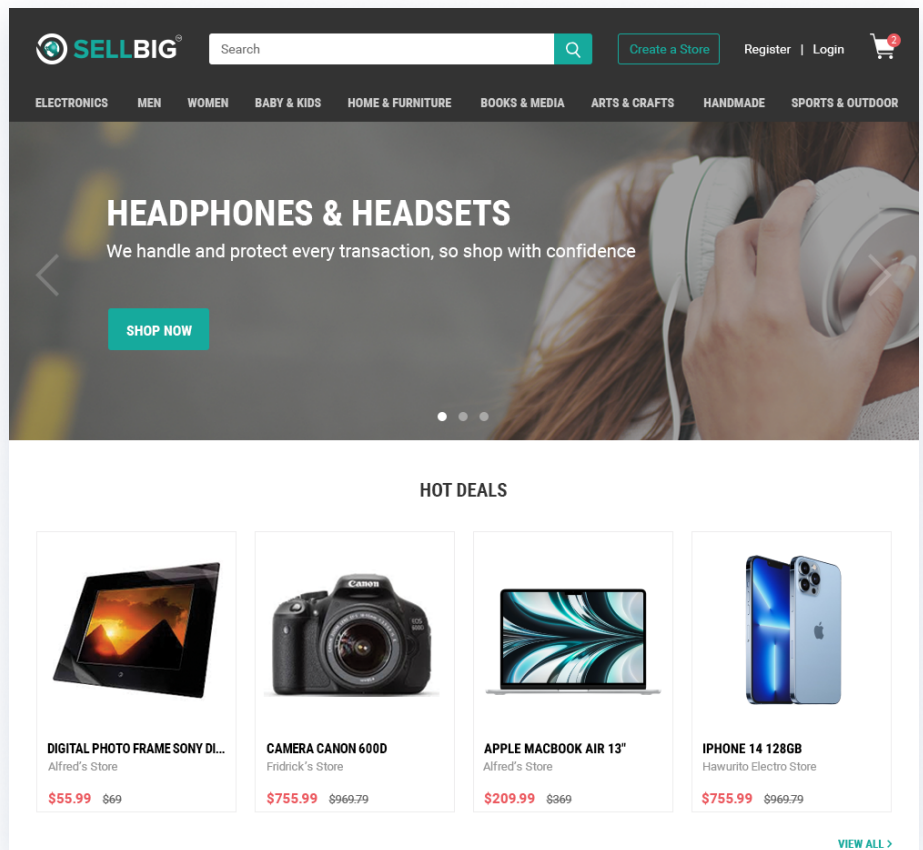 SELLBIG
Search
Create a Store
Register | Login
2
ELECTRONICS MEN WOMEN BABY & KIDS HOME & FURNITURE BOOKS & MEDIA ARTS & CRAFTS HANDMADE SPORTS & OUTDOOR
HEADPHONES & HEADSETS
We handle and protect every transaction, so shop with confidence
SHOP NOW
HOT DEALS
Canon
EOS
600D
DIGITAL PHOTO FRAME SONY DI...
Alfred's Store
$55.99 $69
CAMERA CANON 600D
Fridrick's Store
$755.99 $969.79
APPLE MACBOOK AIR 13"
Alfred's Store
$209.99 $369
IPHONE 14 128GB
Hawurito Electro Store
$755.99 $969.79
VIEW ALL >